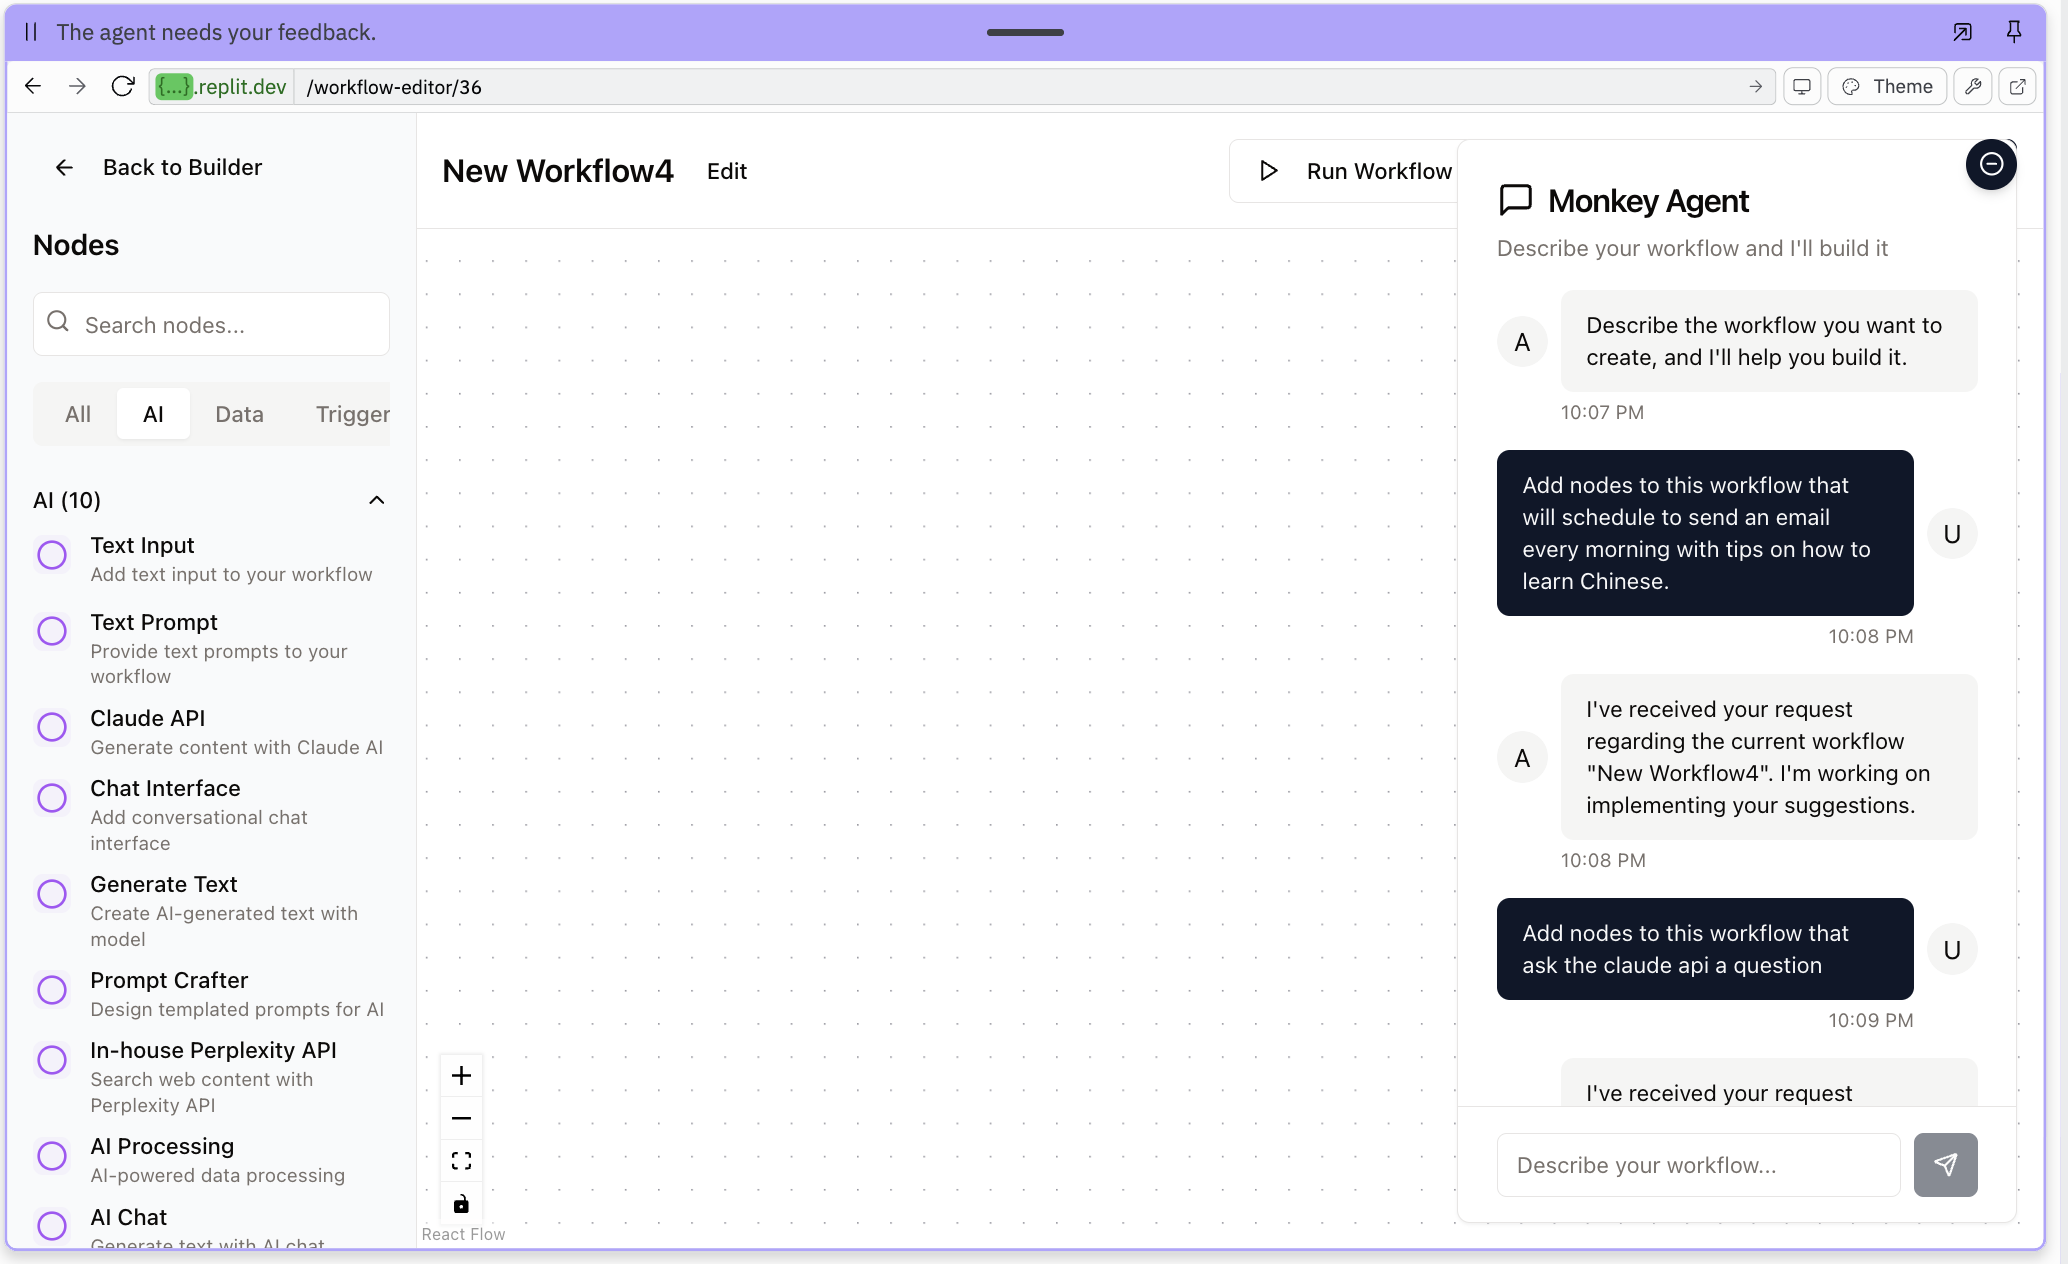 The agent needs your feedback.
{...}.replit.dev /workflow-editor/36
Theme
Back to Builder
Nodes
Search nodes...
All AI Data Trigger
AI (10)
Text Input
Add text input to your workflow
Text Prompt
Provide text prompts to your
workflow
Claude API
Generate content with Claude AI
Chat Interface
Add conversational chat
interface
Generate Text
Create AI-generated text with
model
Prompt Crafter
Design templated prompts for AI
In-house Perplexity API
Search web content with
Perplexity API
AI Processing
AI-powered data processing
AI Chat
Generate text with AI chat
New Workflow4 Edit
Run Workflow
React Flow
Monkey Agent
Describe your workflow and I'll build it
A
Describe the workflow you want to
create, and I'll help you build it.
10:07 PM
Add nodes to this workflow that
will schedule to send an email
every morning with tips on how to
learn Chinese.
U
10:08 PM
A
I've received your request
regarding the current workflow
"New Workflow4". I'm working on
implementing your suggestions.
10:08 PM
Add nodes to this workflow that
ask the claude api a question
U
10:09 PM
I've received your request
Describe your workflow...